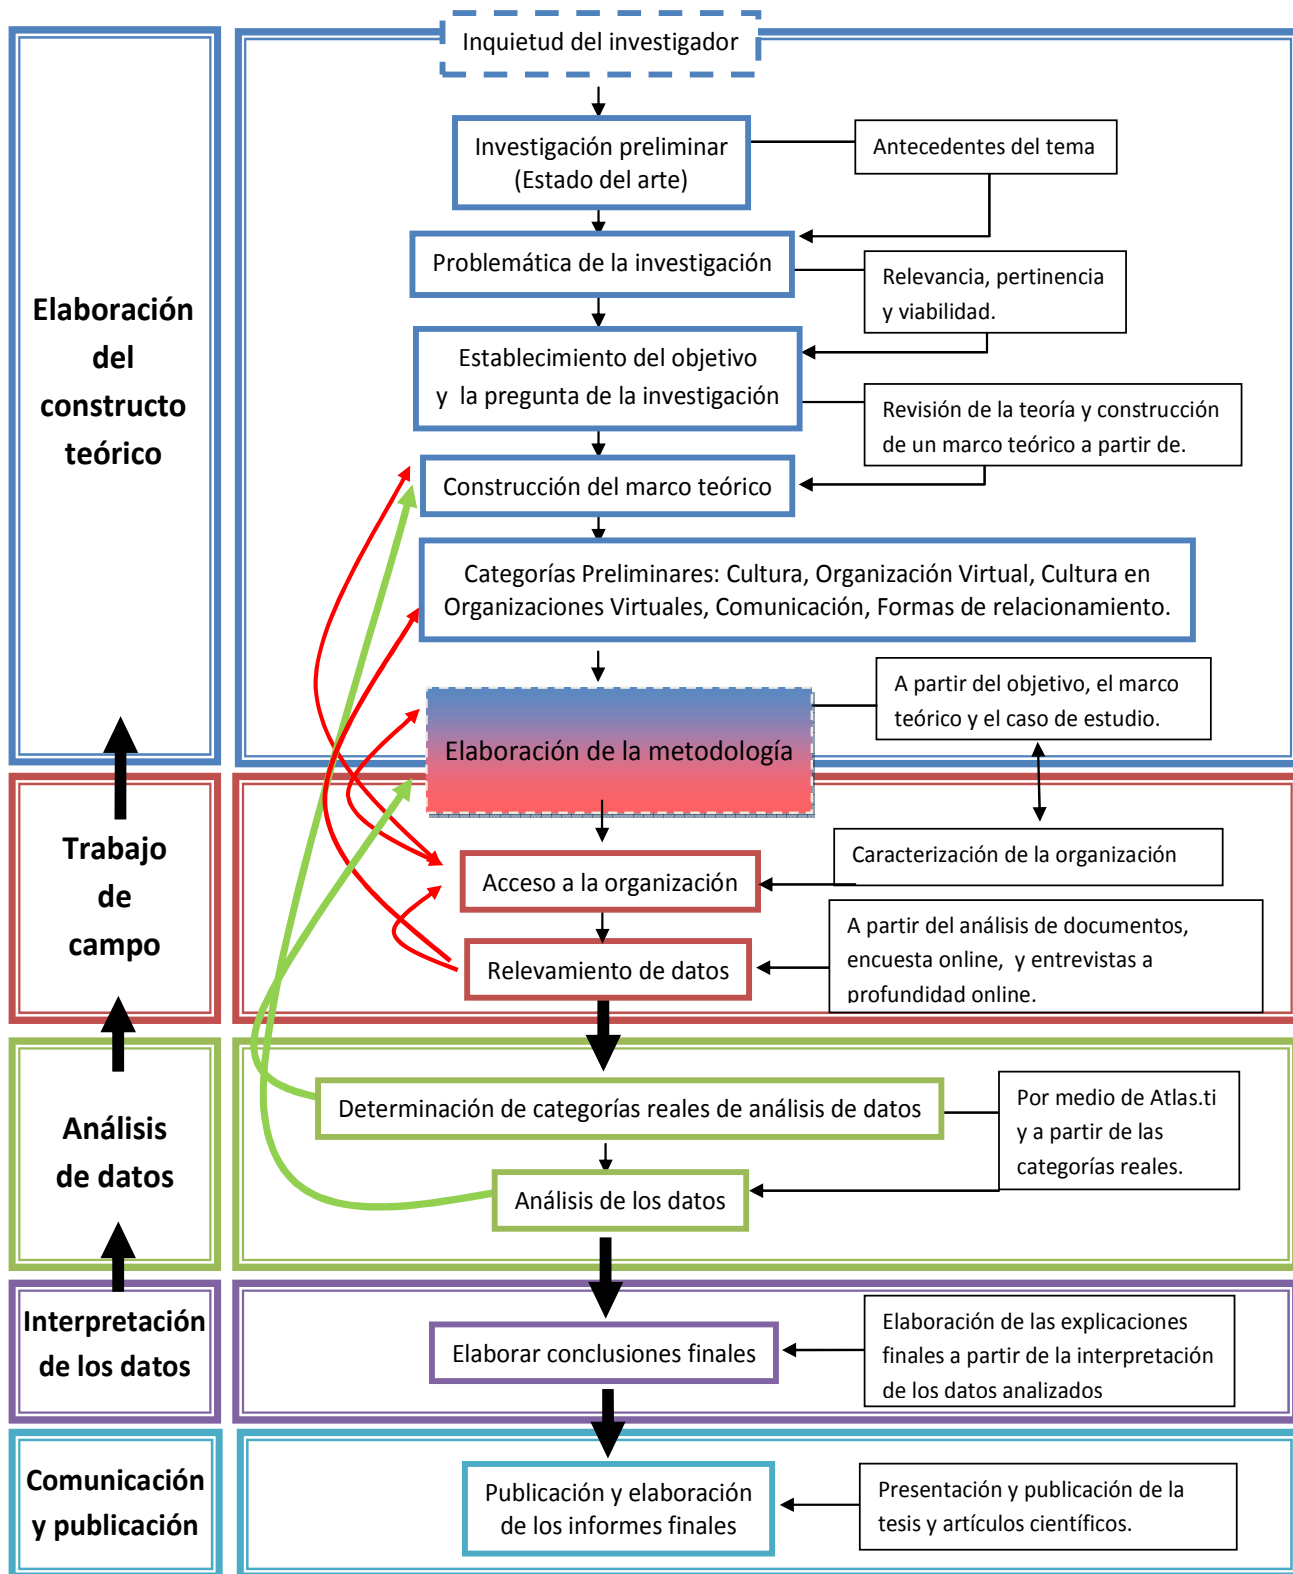 Inquietud del investigador
Investigación preliminar
(Estado del arte)
Antecedentes del tema
Problemática de la investigación
Relevancia, pertinencia
y viabilidad.
Elaboración
del
constructo
teórico
Establecimiento del objetivo
y la pregunta de la investigación
Revisión de la teoría y construcción
de un marco teórico a partir de.
Construcción del marco teórico
Categorías Preliminares: Cultura, Organización Virtual, Cultura en
Organizaciones Virtuales, Comunicación, Formas de relacionamiento.
A partir del objetivo, el marco
teórico y el caso de estudio.
Elaboración de la metodología
Trabajo
de
campo
Caracterización de la organización
Acceso a la organización
A partir del análisis de documentos,
encuesta online, y entrevistas a
profundidad online.
Relevamiento de datos
Análisis
de datos
Determinación de categorías reales de análisis de datos
Por medio de Atlas.ti
y a partir de las
categorías reales.
Análisis de los datos
Interpretación
de los datos
Elaborar conclusiones finales
Elaboración de las explicaciones
finales a partir de la interpretación
de los datos analizados
Comunicación
y publicación
Publicación y elaboración
de los informes finales
Presentación y publicación de la
tesis y artículos científicos.